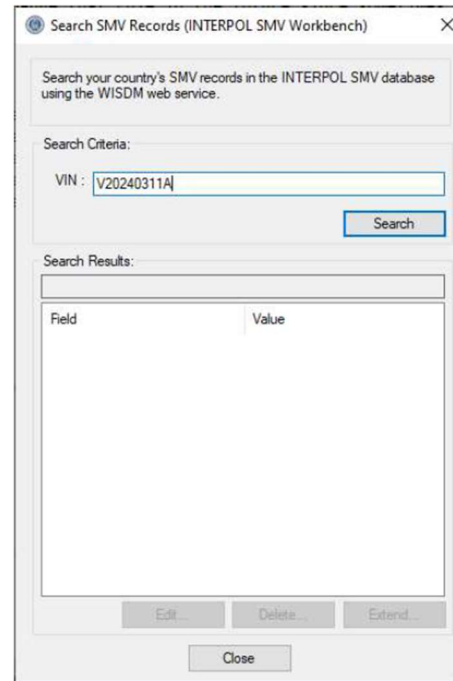 Search SMV Records (INTERPOL SMV Workbench)
Search your country's SMV records in the INTERPOL SMV database
using the WISDM web service.
Search Criteria:
VIN : V20240311A
Search
Search Results:
Field Value
Edit... Delete... Extend...
Close